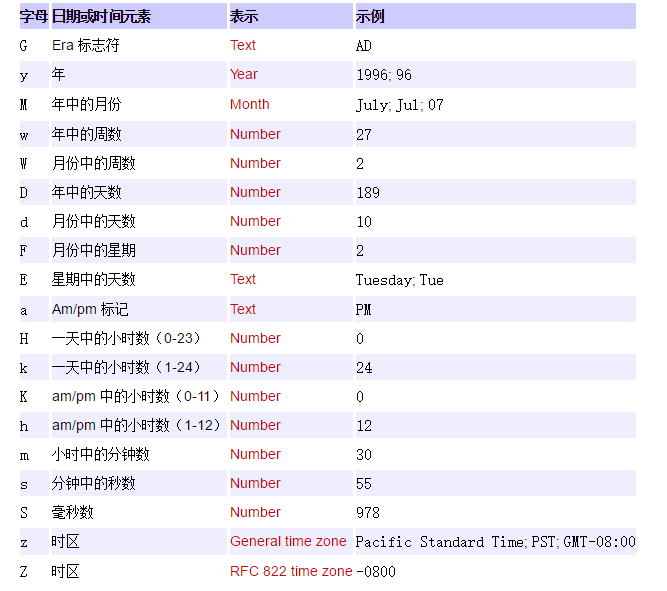 字母 日期或时间元素 表示 示例
G Era 标志符 Text AD
y 年 Year 1996; 96
M 年中的月份 Month July; Jul; 07
w 年中的周数 Number 27
W 月份中的周数 Number 2
D 年中的天数 Number 189
d 月份中的天数 Number 10
F 月份中的星期 Number 2
E 星期中的天数 Text Tuesday; Tue
a Am/pm 标记 Text PM
H 一天中的小时数（0-23） Number 0
k 一天中的小时数（1-24） Number 24
K am/pm 中的小时数（0-11） Number 0
h am/pm 中的小时数（1-12） Number 12
m 小时中的分钟数 Number 30
s 分钟中的秒数 Number 55
S 毫秒数 Number 978
z 时区 General time zone Pacific Standard Time; PST; GMT-08:00
Z 时区 RFC 822 time zone -0800